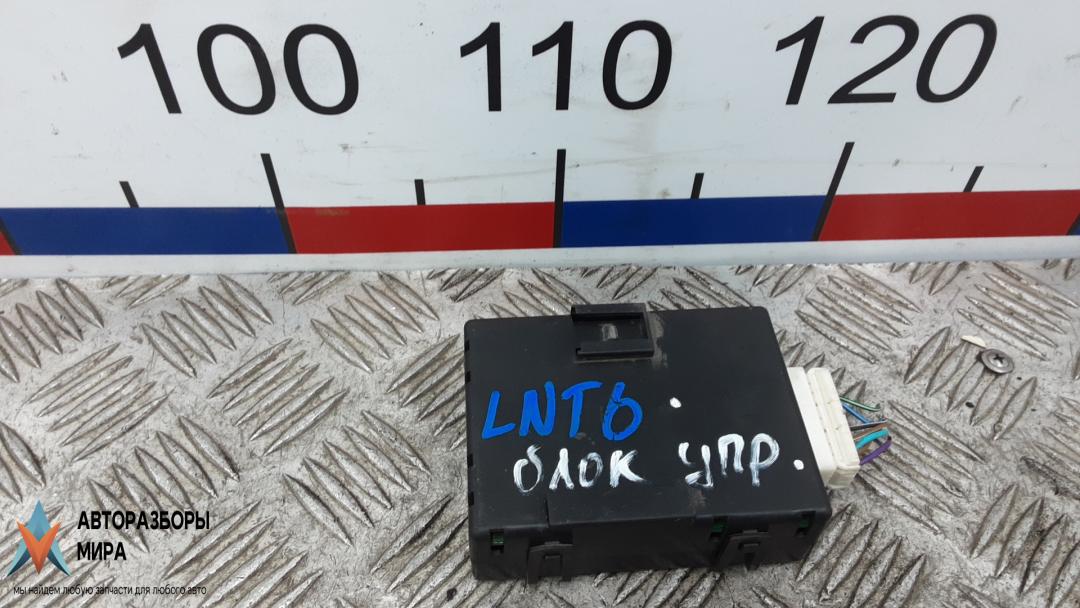 100 110 120
LNT6
блок упр.
АВТОРАЗБОРЫ
МИРА
мы найдем любую запчасти для любого авто